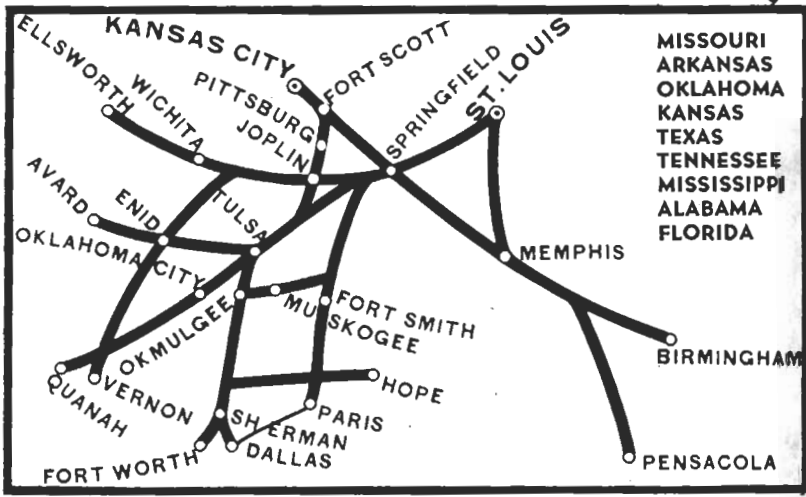 KANSAS CITY
ELLSWORTH
WICHITA
PITTSBURG
JOPLIN
FORT SCOTT
SPRINGFIELD
ST. LOUIS
MISSOURI
ARKANSAS
OKLAHOMA
KANSAS
TEXAS
TENNESSEE
MISSISSIPPI
ALABAMA
FLORIDA
AVARD
ENID
TULSA
OKLAHOMA CITY
MEMPHIS
OKMULGEE
MUSKOGEE
FORT SMITH
BIRMINGHAM
QUANAH
VERNON
HOPE
PARIS
SHERMAN
DALLAS
FORT WORTH
PENSACOLA